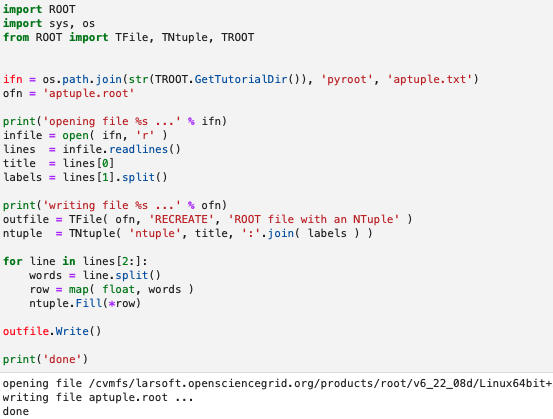 import ROOT
import sys, os
from ROOT import TFile, TNtuple, TROOT
ifn = os.path.join(str(TROOT.GetTutorialDir()), 'pyroot', 'aptuple.txt')
ofn = 'aptuple.root'
print('opening file %s ...' % ifn)
infile = open( ifn, 'r' )
lines  = infile.readlines()
title  = lines[0]
labels = lines[1].split()
print('writing file %s ...' % ofn)
outfile = TFile( ofn, 'RECREATE', 'ROOT file with an NTuple' )
ntuple  = TNtuple( 'ntuple', title, ':'.join( labels ) )
for line in lines[2:]:
    words = line.split()
    row = map( float, words )
    ntuple.Fill(*row)
outfile.Write()
print('done')
opening file /cvmfs/larsoft.opensciencegrid.org/products/root/v6_22_08d/Linux64bit+
writing file aptuple.root ...
done